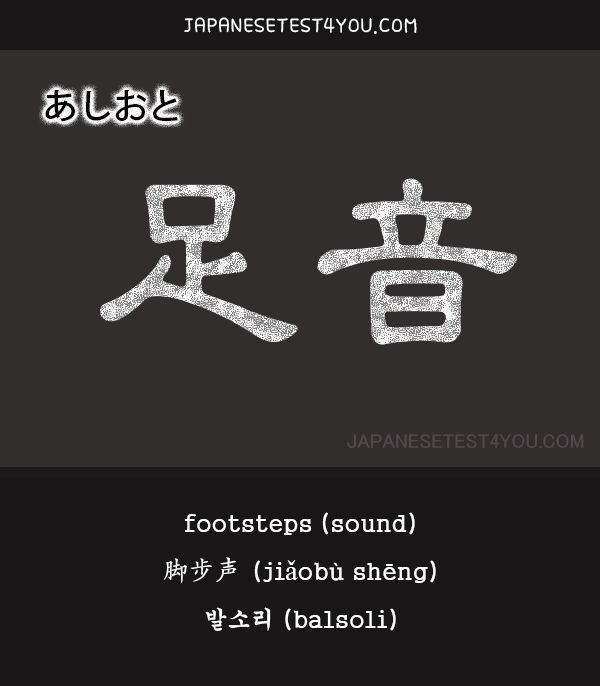 JAPANESETEST4YOU.COM
あしおと
足音
JAPANESETEST4YOU.COM
footsteps (sound)
脚步声 (jiǎobù shēng)
발소리 (balsoli)